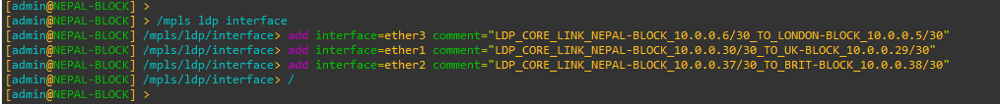 [admin@NEPAL-BLOCK] >
[admin@NEPAL-BLOCK] > /mpls ldp interface
[admin@NEPAL-BLOCK] /mpls/ldp/interface> add interface=ether3 comment="LDP_CORE_LINK_NEPAL-BLOCK_10.0.0.6/30_TO_LONDON-BLOCK_10.0.0.5/30"
[admin@NEPAL-BLOCK] /mpls/ldp/interface> add interface=ether1 comment="LDP_CORE_LINK_NEPAL-BLOCK_10.0.0.30/30_TO_UK-BLOCK_10.0.0.29/30"
[admin@NEPAL-BLOCK] /mpls/ldp/interface> add interface=ether2 comment="LDP_CORE_LINK_NEPAL-BLOCK_10.0.0.37/30_TO_BRIT-BLOCK_10.0.0.38/30"
[admin@NEPAL-BLOCK] /mpls/ldp/interface> /
[admin@NEPAL-BLOCK] >